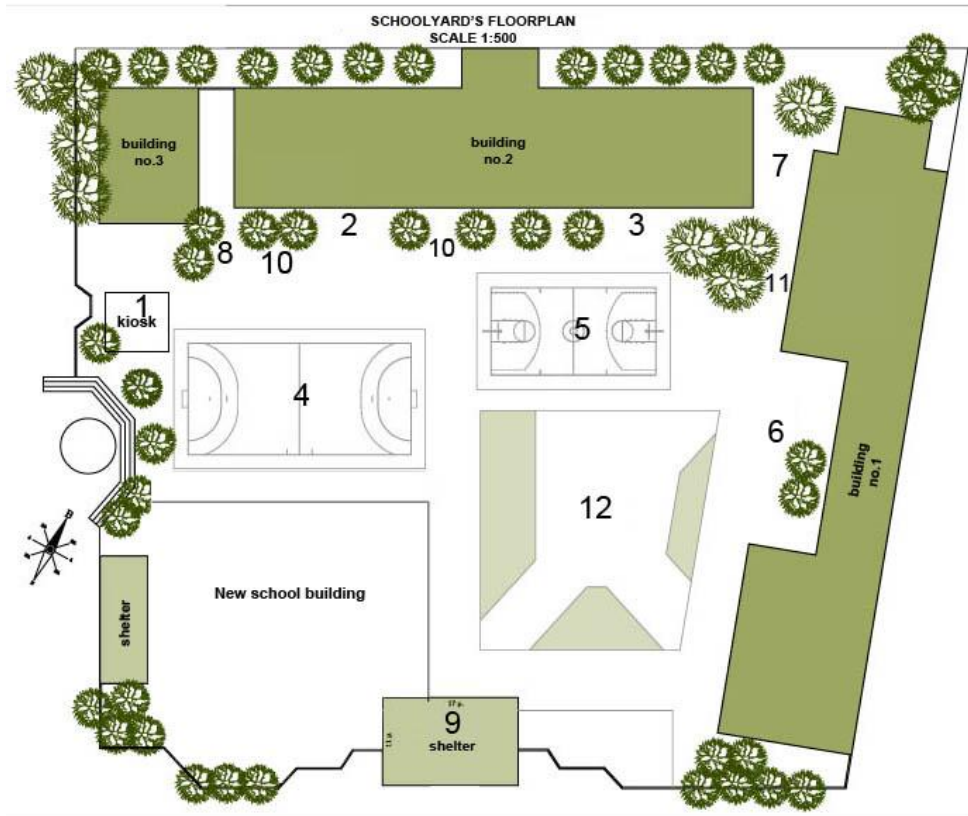 SCHOOLYARD'S FLOORPLAN
SCALE 1:500
building
no.3
building
no.2
7
2
3
8
10
10
11
1
kiosk
5
4
6
building
no.1
12
New school building
shelter
9
shelter